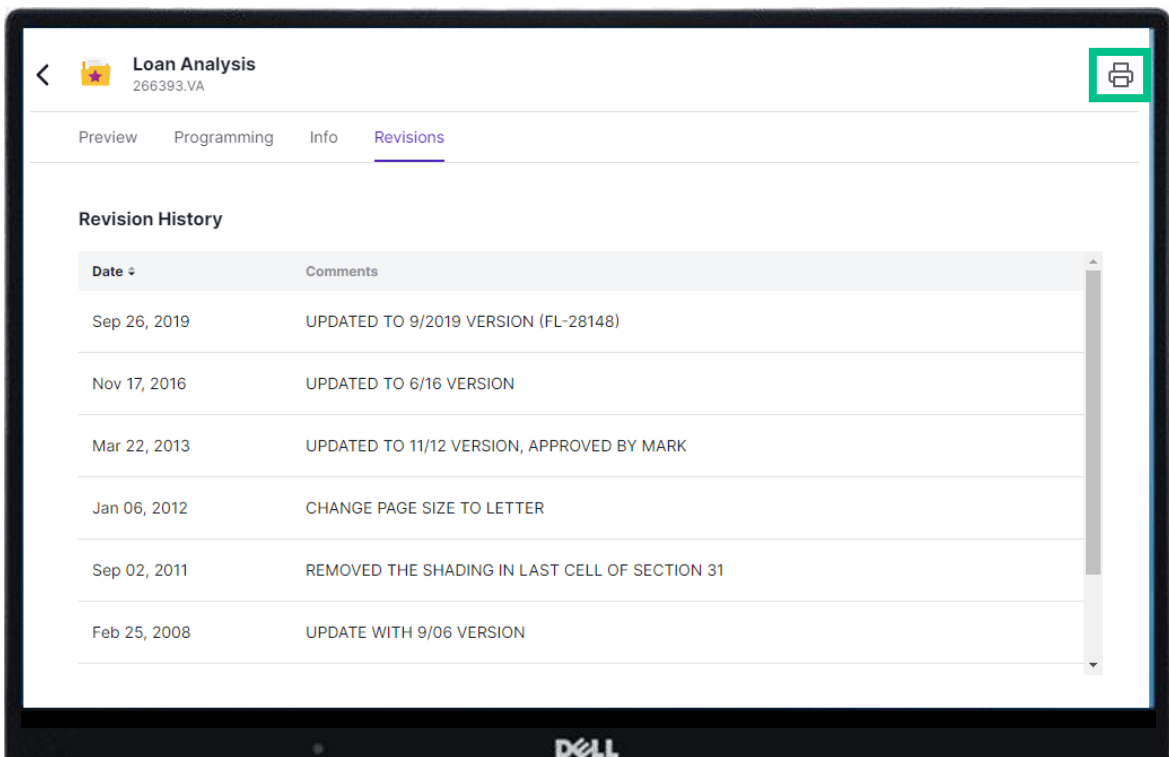 Loan Analysis
266393.VA
Preview Programming Info Revisions
Revision History
Date Comments
Sep 26, 2019 UPDATED TO 9/2019 VERSION (FL-28148)
Nov 17, 2016 UPDATED TO 6/16 VERSION
Mar 22, 2013 UPDATED TO 11/12 VERSION, APPROVED BY MARK
Jan 06, 2012 CHANGE PAGE SIZE TO LETTER
Sep 02, 2011 REMOVED THE SHADING IN LAST CELL OF SECTION 31
Feb 25, 2008 UPDATE WITH 9/06 VERSION
DELL